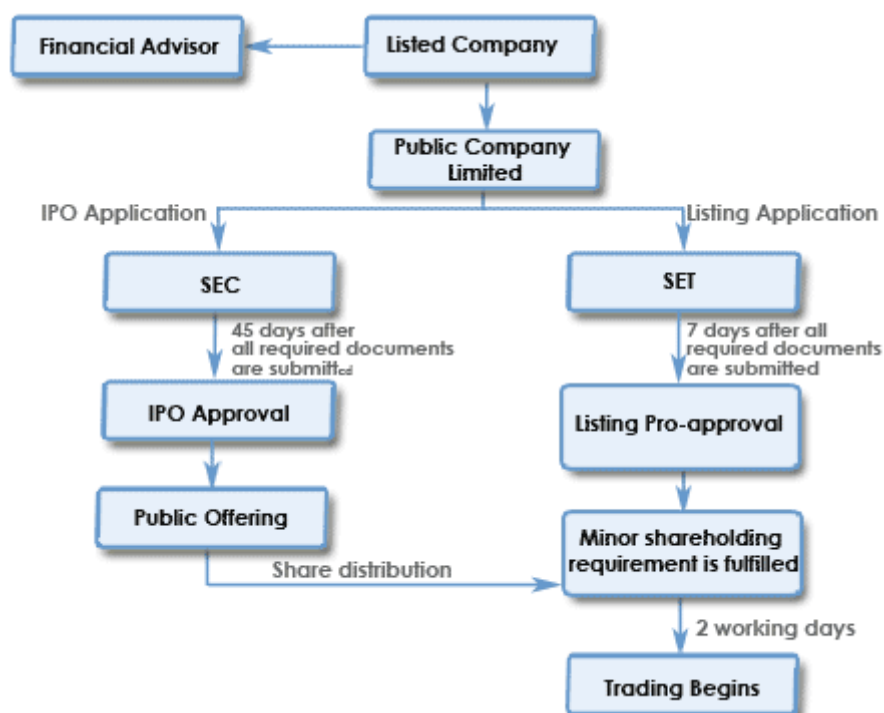 Financial Advisor
Listed Company
Public Company
Limited
IPO Application
Listing Application
SEC
SET
45 days after
all required documents
are submitted
7 days after all
required documents
are submitted
IPO Approval
Listing Pro-approval
Public Offering
Minor shareholding
requirement is fulfilled
Share distribution
2 working days
Trading Begins